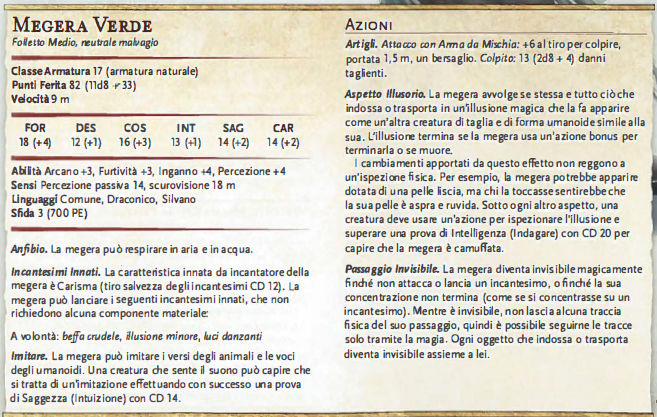 MEGERA VERDE
Folletto Medio, neutrale malvagio
Classe Armatura 17 (armatura naturale)
Punti Ferita 82 (11d8 + 33)
Velocità 9 m
FOR DES COS INT SAG CAR
18 (+4) 12 (+1) 16 (+3) 13 (+1) 14 (+2) 14 (+2)
Abilità Arcano +3, Furtività +3, Inganno +4, Percezione +4
Sensi Percezione passiva 14, scurovisione 18 m
Linguaggi Comune, Draconico, Silvano
Sfida 3 (700 PE)
Anfibio. La megera può respirare in aria e in acqua.
Incantesimi Innati. La caratteristica innata da incantatore della
megera è Carisma (tiro salvezza degli incantesimi CD 12). La
megera può lanciare i seguenti incantesimi innati, che non
richiedono alcuna componente materiale:
A volontà: beffa crudele, illusione minore, luci danzanti
Imitare. La megera può imitare i versi degli animali e le voci
degli umanoidi. Una creatura che sente il suono può capire che
si tratta di un'imitazione effettuando con successo una prova
di Saggezza (Intuizione) con CD 14.
AZIONI
Artigli. Attacco con Arma da Mischia: +6 al tiro per colpire,
portata 1,5 m, un bersaglio. Colpito: 13 (2d8 + 4) danni
taglienti.
Aspetto Illusorio. La megera avvolge se stessa e tutto ciò che
indossa o trasporta in un'illusione magica che la fa apparire
come un'altra creatura di taglia e di forma umanoide simile alla
sua. L'illusione termina se la megera usa un'azione bonus per
terminarla o se muore.
I cambiamenti apportati da questo effetto non reggono a
un'ispezione fisica. Per esempio, la megera potrebbe apparire
dotata di una pelle liscia, ma chi la toccasse sentirebbe che
la sua pelle è aspra e ruvida. Sotto ogni altro aspetto, una
creatura deve usare un'azione per ispezionare l'illusione e
superare una prova di Intelligenza (Indagare) con CD 20 per
capire che la megera è camuffata.
Passaggio Invisibile. La megera diventa invisibile magicamente
finché non attacca o lancia un incantesimo, o finché la sua
concentrazione non termina (come se si concentrasse su un
incantesimo). Mentre è invisibile, non lascia alcuna traccia
fisica del suo passaggio, quindi è possibile seguirne le tracce
solo tramite la magia. Ogni oggetto che indossa o trasporta
diventa invisibile assieme a lei.